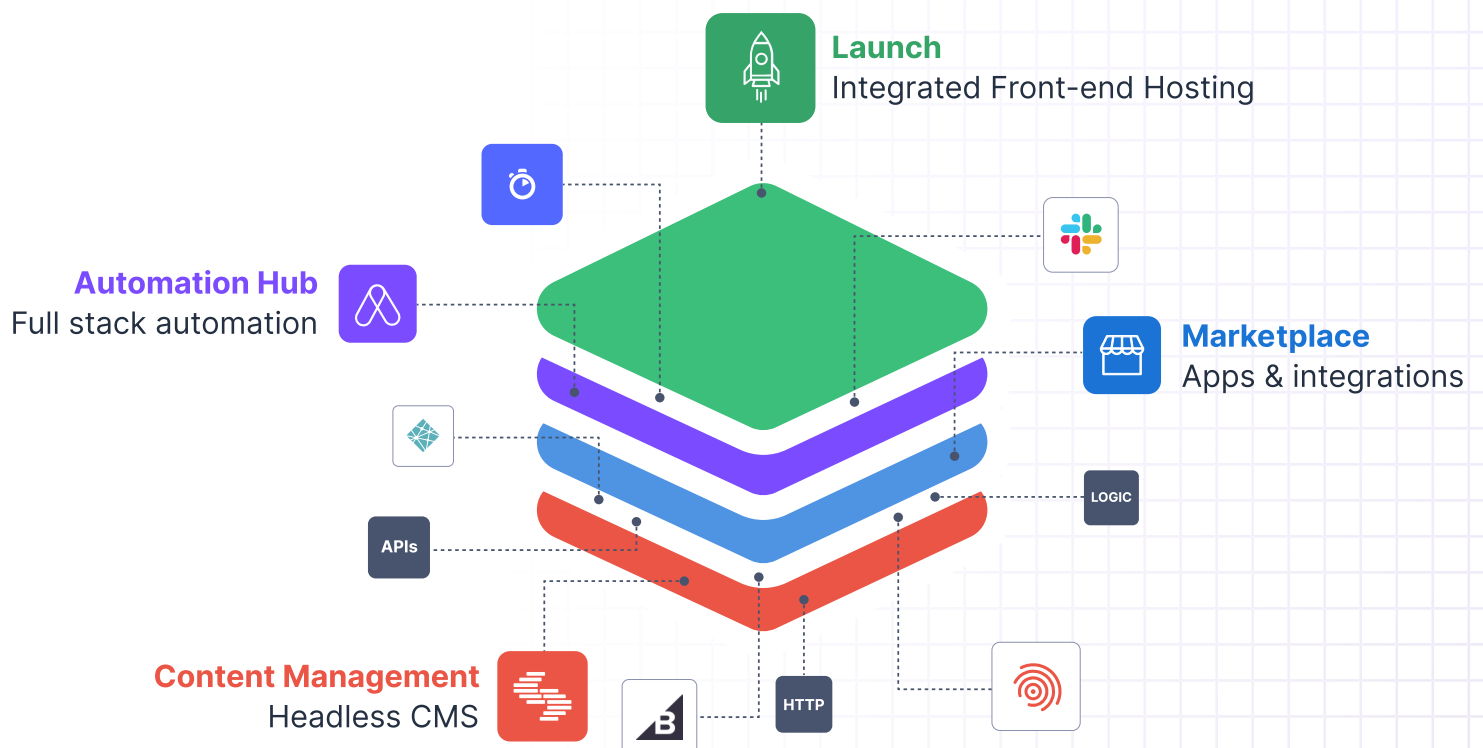 Launch
Integrated Front-end Hosting
Automation Hub
Full stack automation
Marketplace
Apps & integrations
LOGIC
APIs
Content Management
Headless CMS
HTTP
B